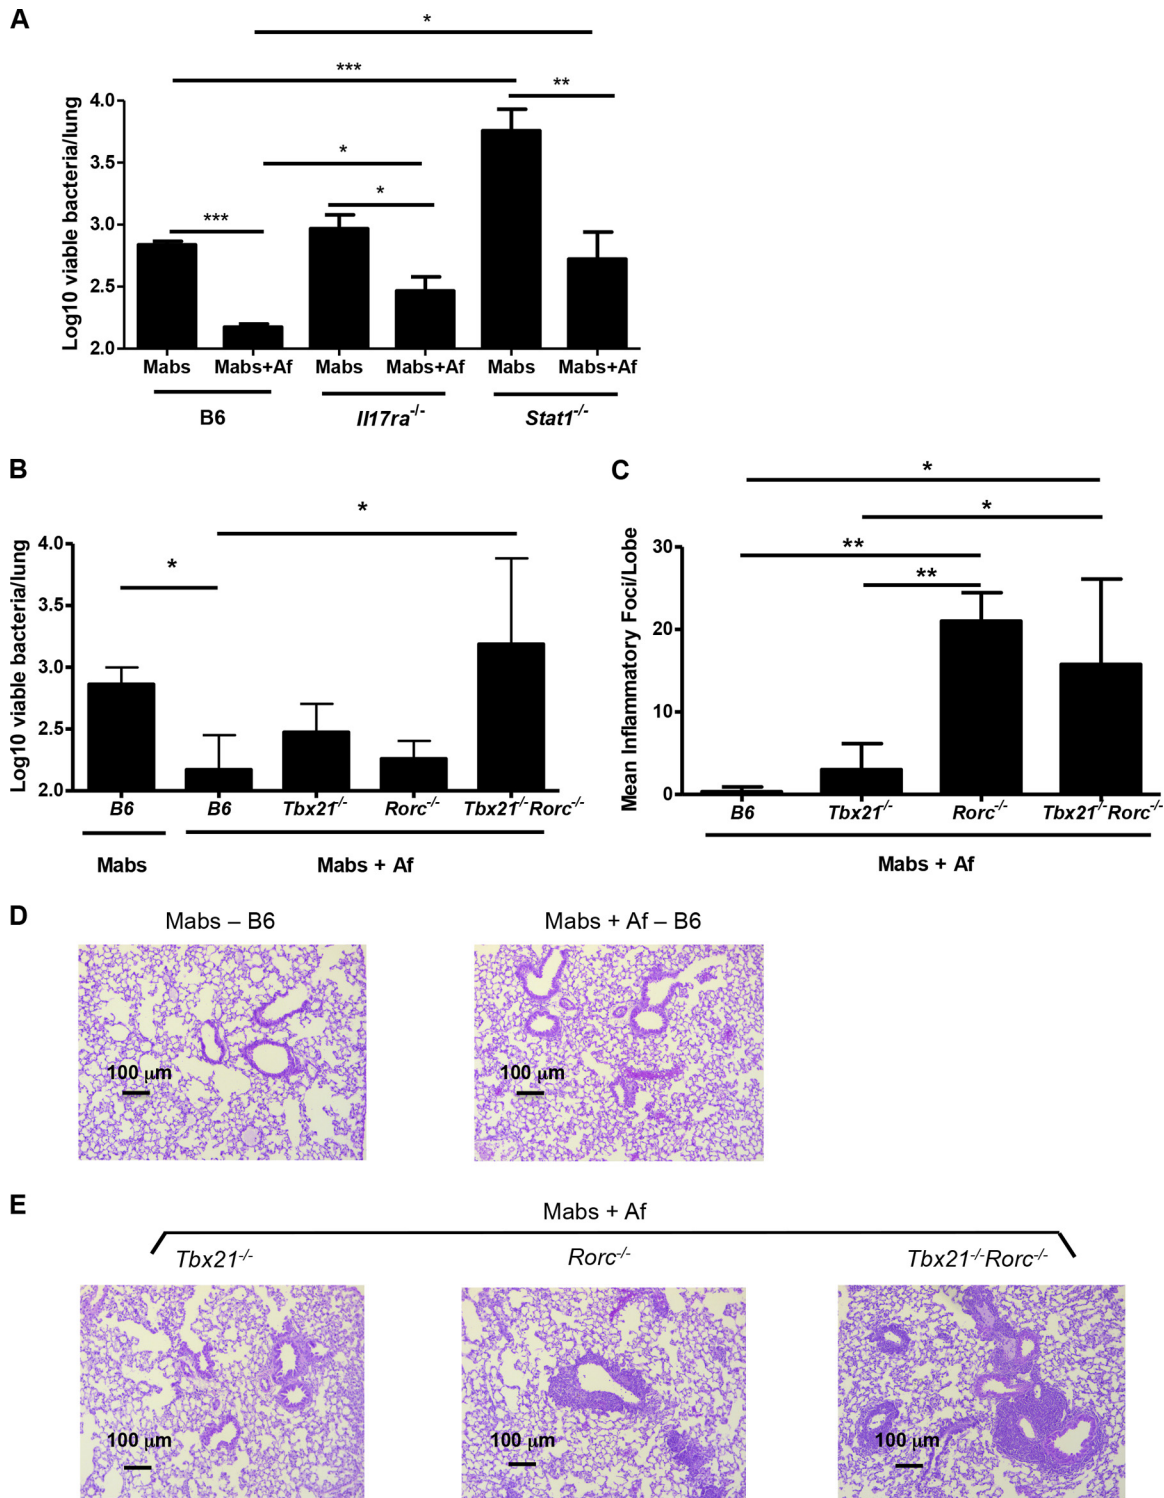 A
*
***
**
Log10 viable bacteria/lung
4.0
3.5
3.0
2.5
2.0
*
*
***
Mabs Mabs+Af Mabs Mabs+Af Mabs Mabs+Af
B6 Il17ra-/- Stat1-/-
B
Log10 viable bacteria/lung
4.0
3.5
3.0
2.5
2.0
*
*
B6 B6 Tbx21-/- Rorc-/- Tbx21-/-Rorc-/-
Mabs Mabs + Af
C
Mean Inflammatory Foci/Lobe
30
20
10
0
*
*
**
**
B6 Tbx21-/- Rorc-/- Tbx21-/-Rorc-/-
Mabs + Af
D
Mabs – B6 Mabs + Af – B6
100 μm 100 μm
E
Mabs + Af
Tbx21-/- Rorc-/- Tbx21-/-Rorc-/-
100 μm 100 μm 100 μm